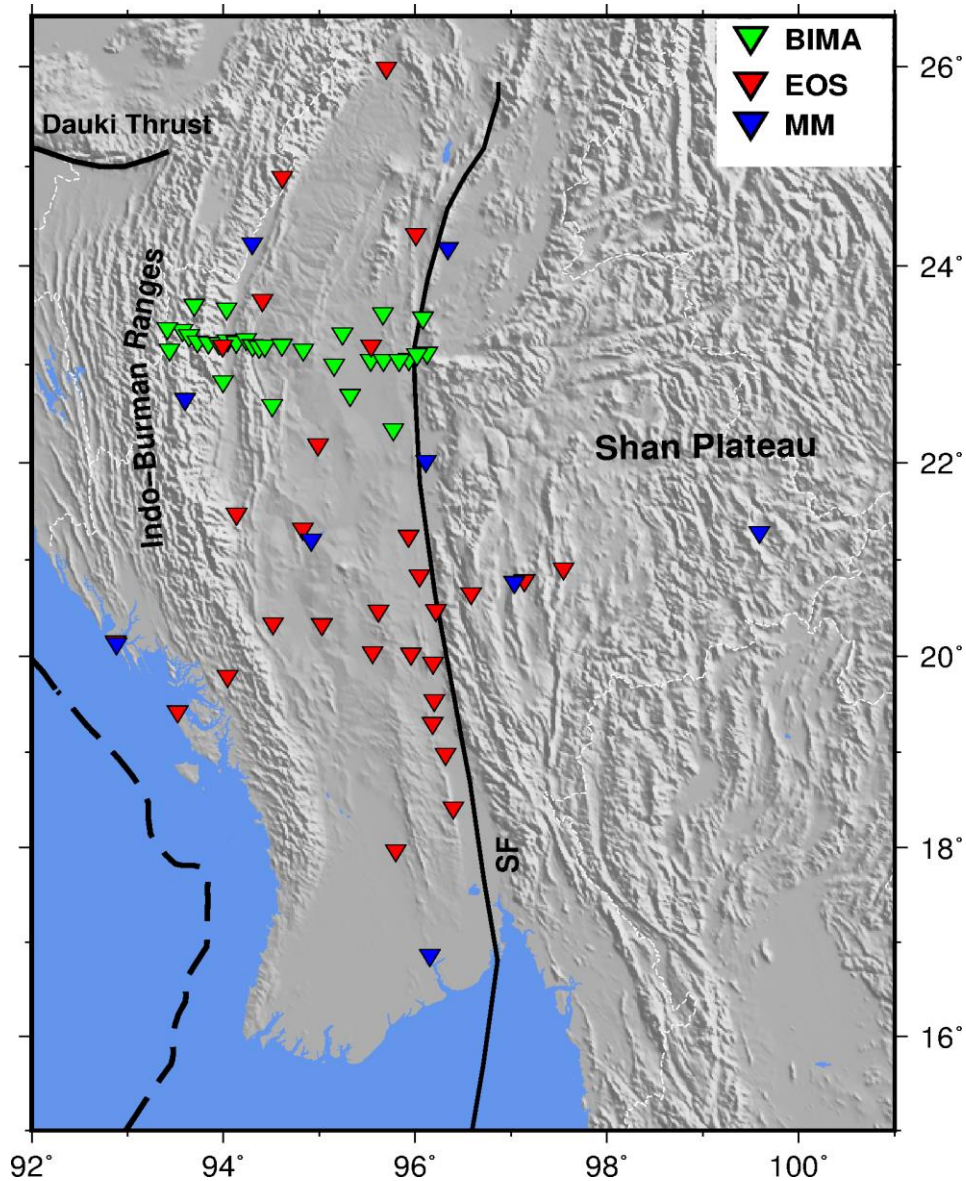 BIMA
EOS
MM
26°
Dauki Thrust
24°
Indo-Burman Ranges
Shan Plateau
22°
20°
18°
SF
16°
92° 94° 96° 98° 100°